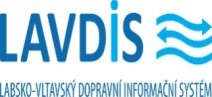 LAVDIS
LABSKO-VLTAVSKÝ DOPRAVNÍ INFORMAČNÍ SYSTÉM